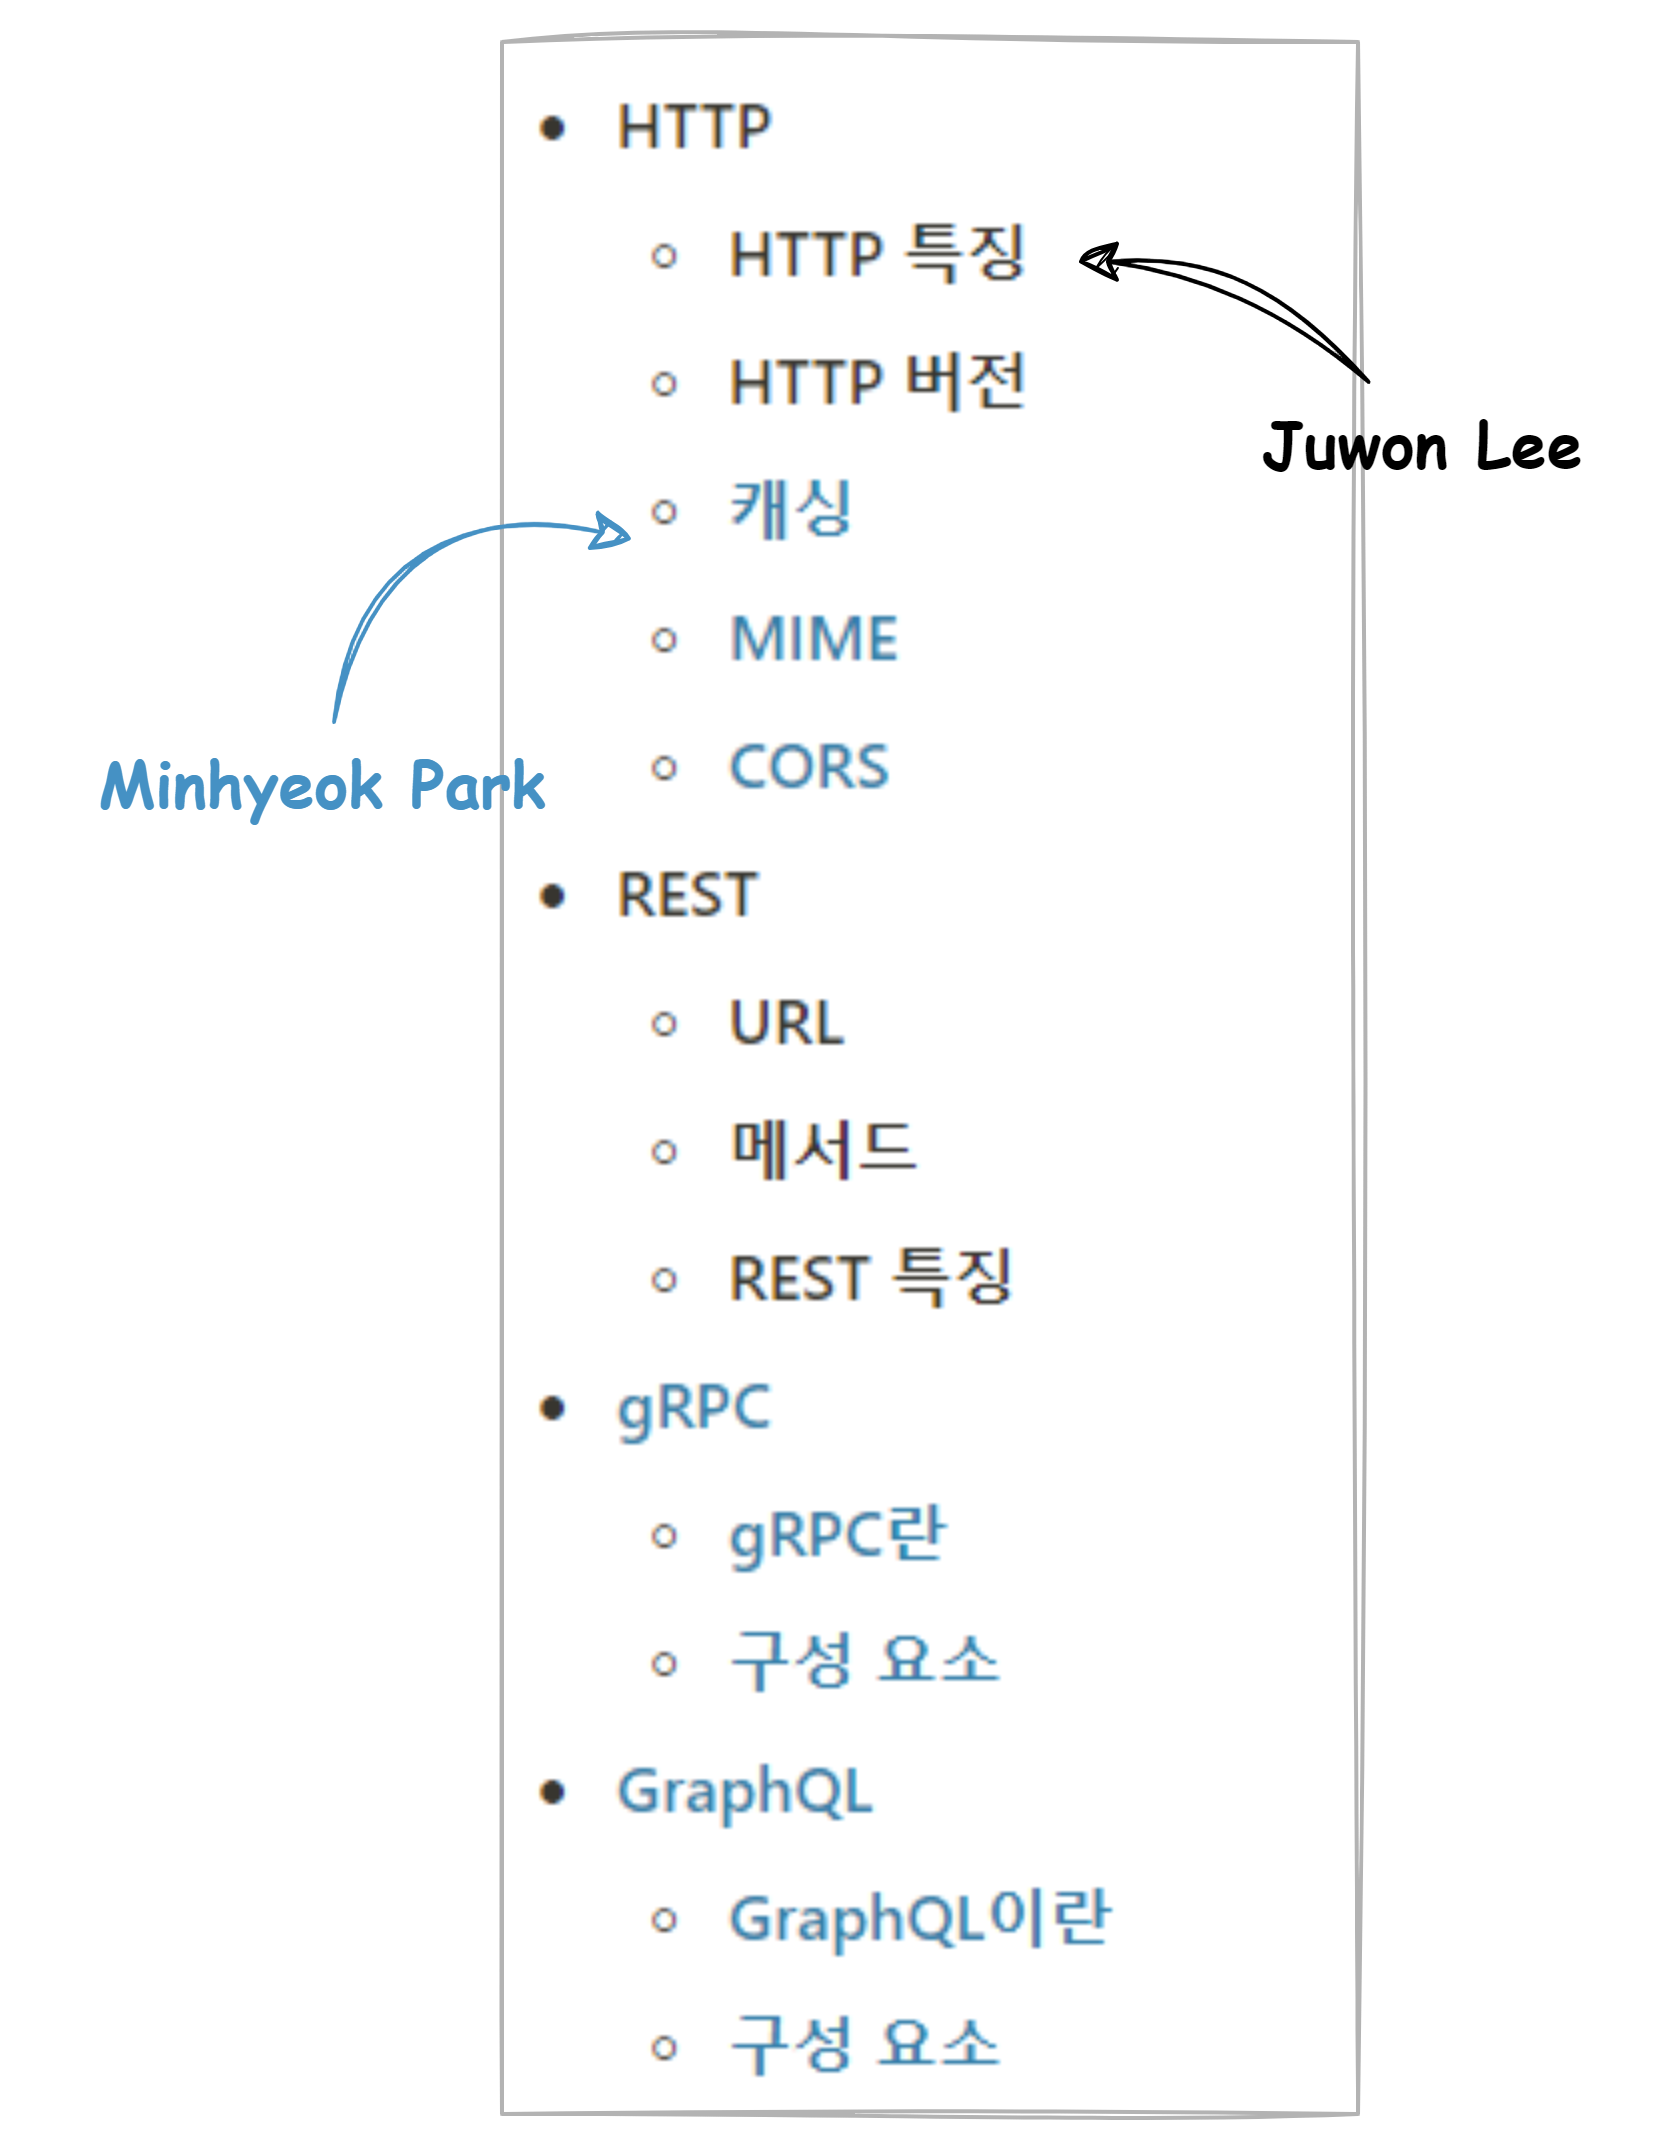 HTTP
HTTP 특징
HTTP 버전
Juwon Lee
캐싱
MIME
CORS
Minhyeok Park
REST
URL
메서드
REST 특징
gRPC
gRPC란
구성 요소
GraphQL
GraphQL이란
구성 요소